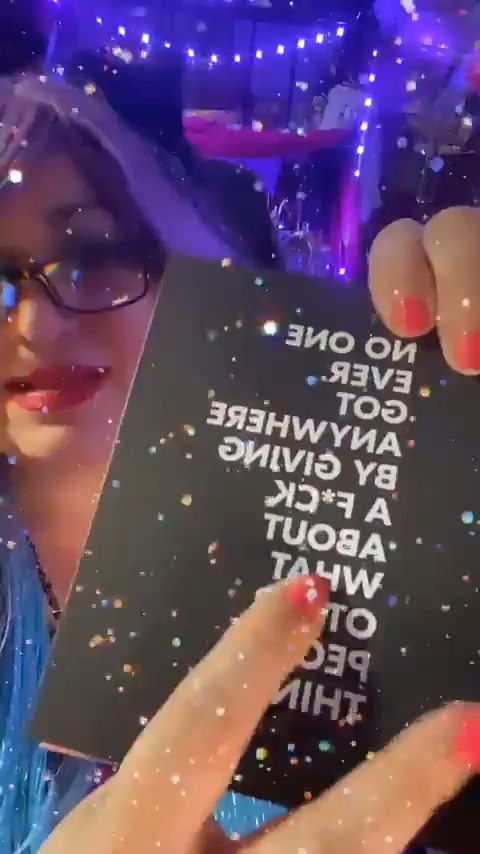 NO ONE
EVER
GOT
ANYWHERE
BY GIVING
A F*CK
ABOUT
WHAT